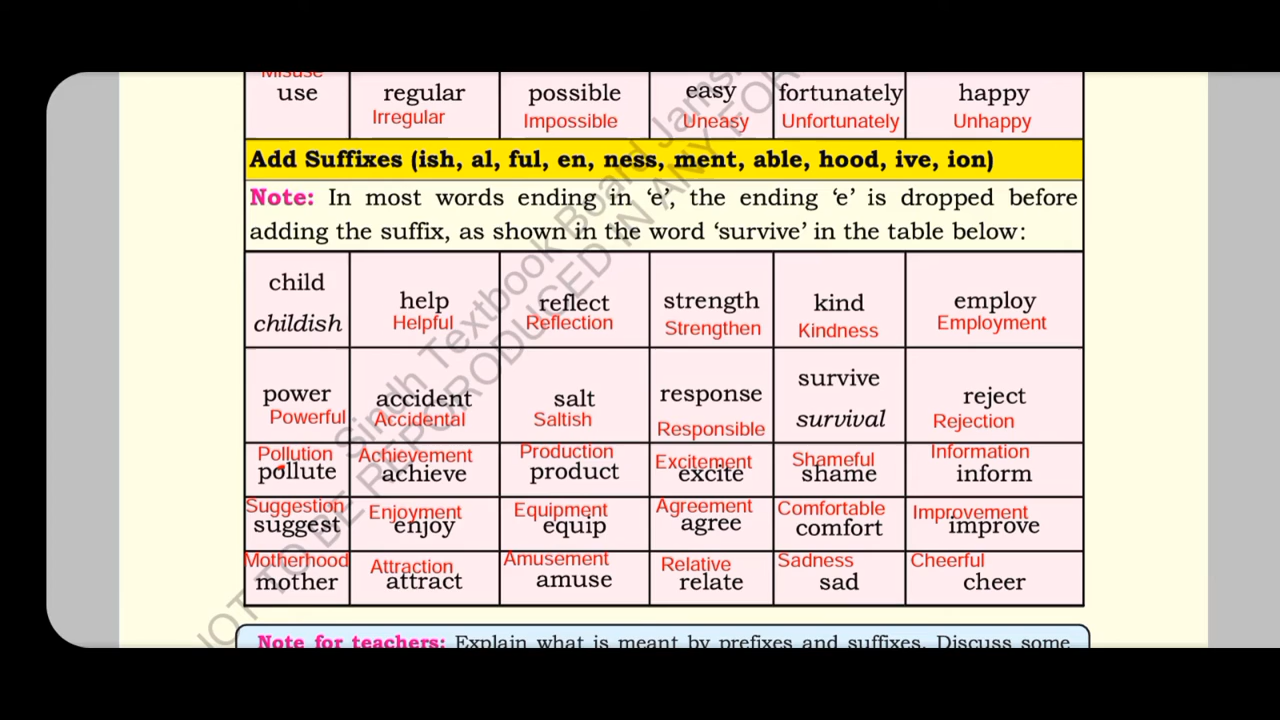 Misuse
use regular possible easy fortunately happy
Irregular Impossible Uneasy Unfortunately Unhappy
Add Suffixes (ish, al, ful, en, ness, ment, able, hood, ive, ion)
Note: In most words ending in ‘e’, the ending ‘e’ is dropped before
adding the suffix, as shown in the word ‘survive’ in the table below:
child help reflect strength kind employ
childish Helpful Reflection Strengthen Kindness Employment
power accident salt response survive reject
Powerful Accidental Saltish Responsible survival Rejection
Pollution Achievement Production Excitement Shameful Information
pollute achieve product excite shame inform
Suggestion Enjoyment Equipment Agreement Comfortable Improvement
suggest enjoy equip agree comfort improve
Motherhood Attraction Amusement Relative Sadness Cheerful
mother attract amuse relate sad cheer
Note for teachers: Explain what is meant by prefixes and suffixes. Discuss some
Sindh Textbook Board